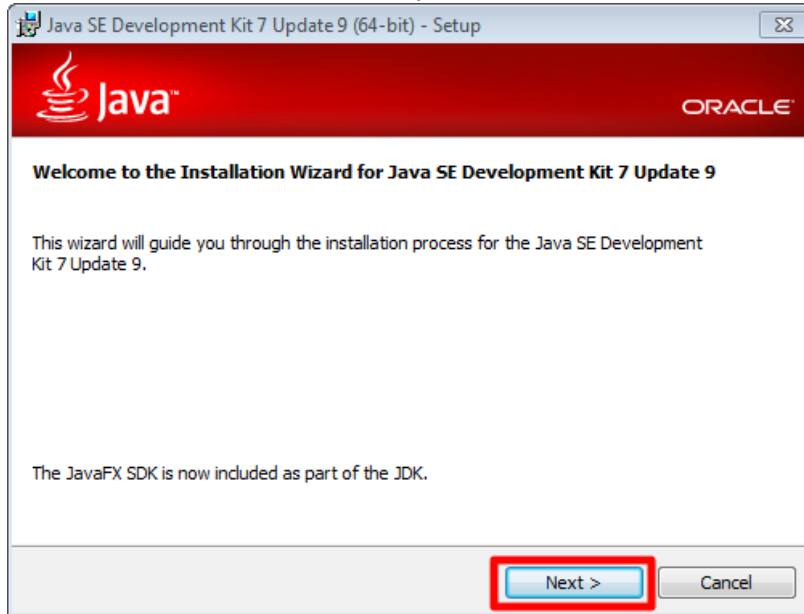 Java SE Development Kit 7 Update 9 (64-bit) - Setup
Java™
ORACLE®
Welcome to the Installation Wizard for Java SE Development Kit 7 Update 9
This wizard will guide you through the installation process for the Java SE Development
Kit 7 Update 9.
The JavaFX SDK is now included as part of the JDK.
Next >
Cancel